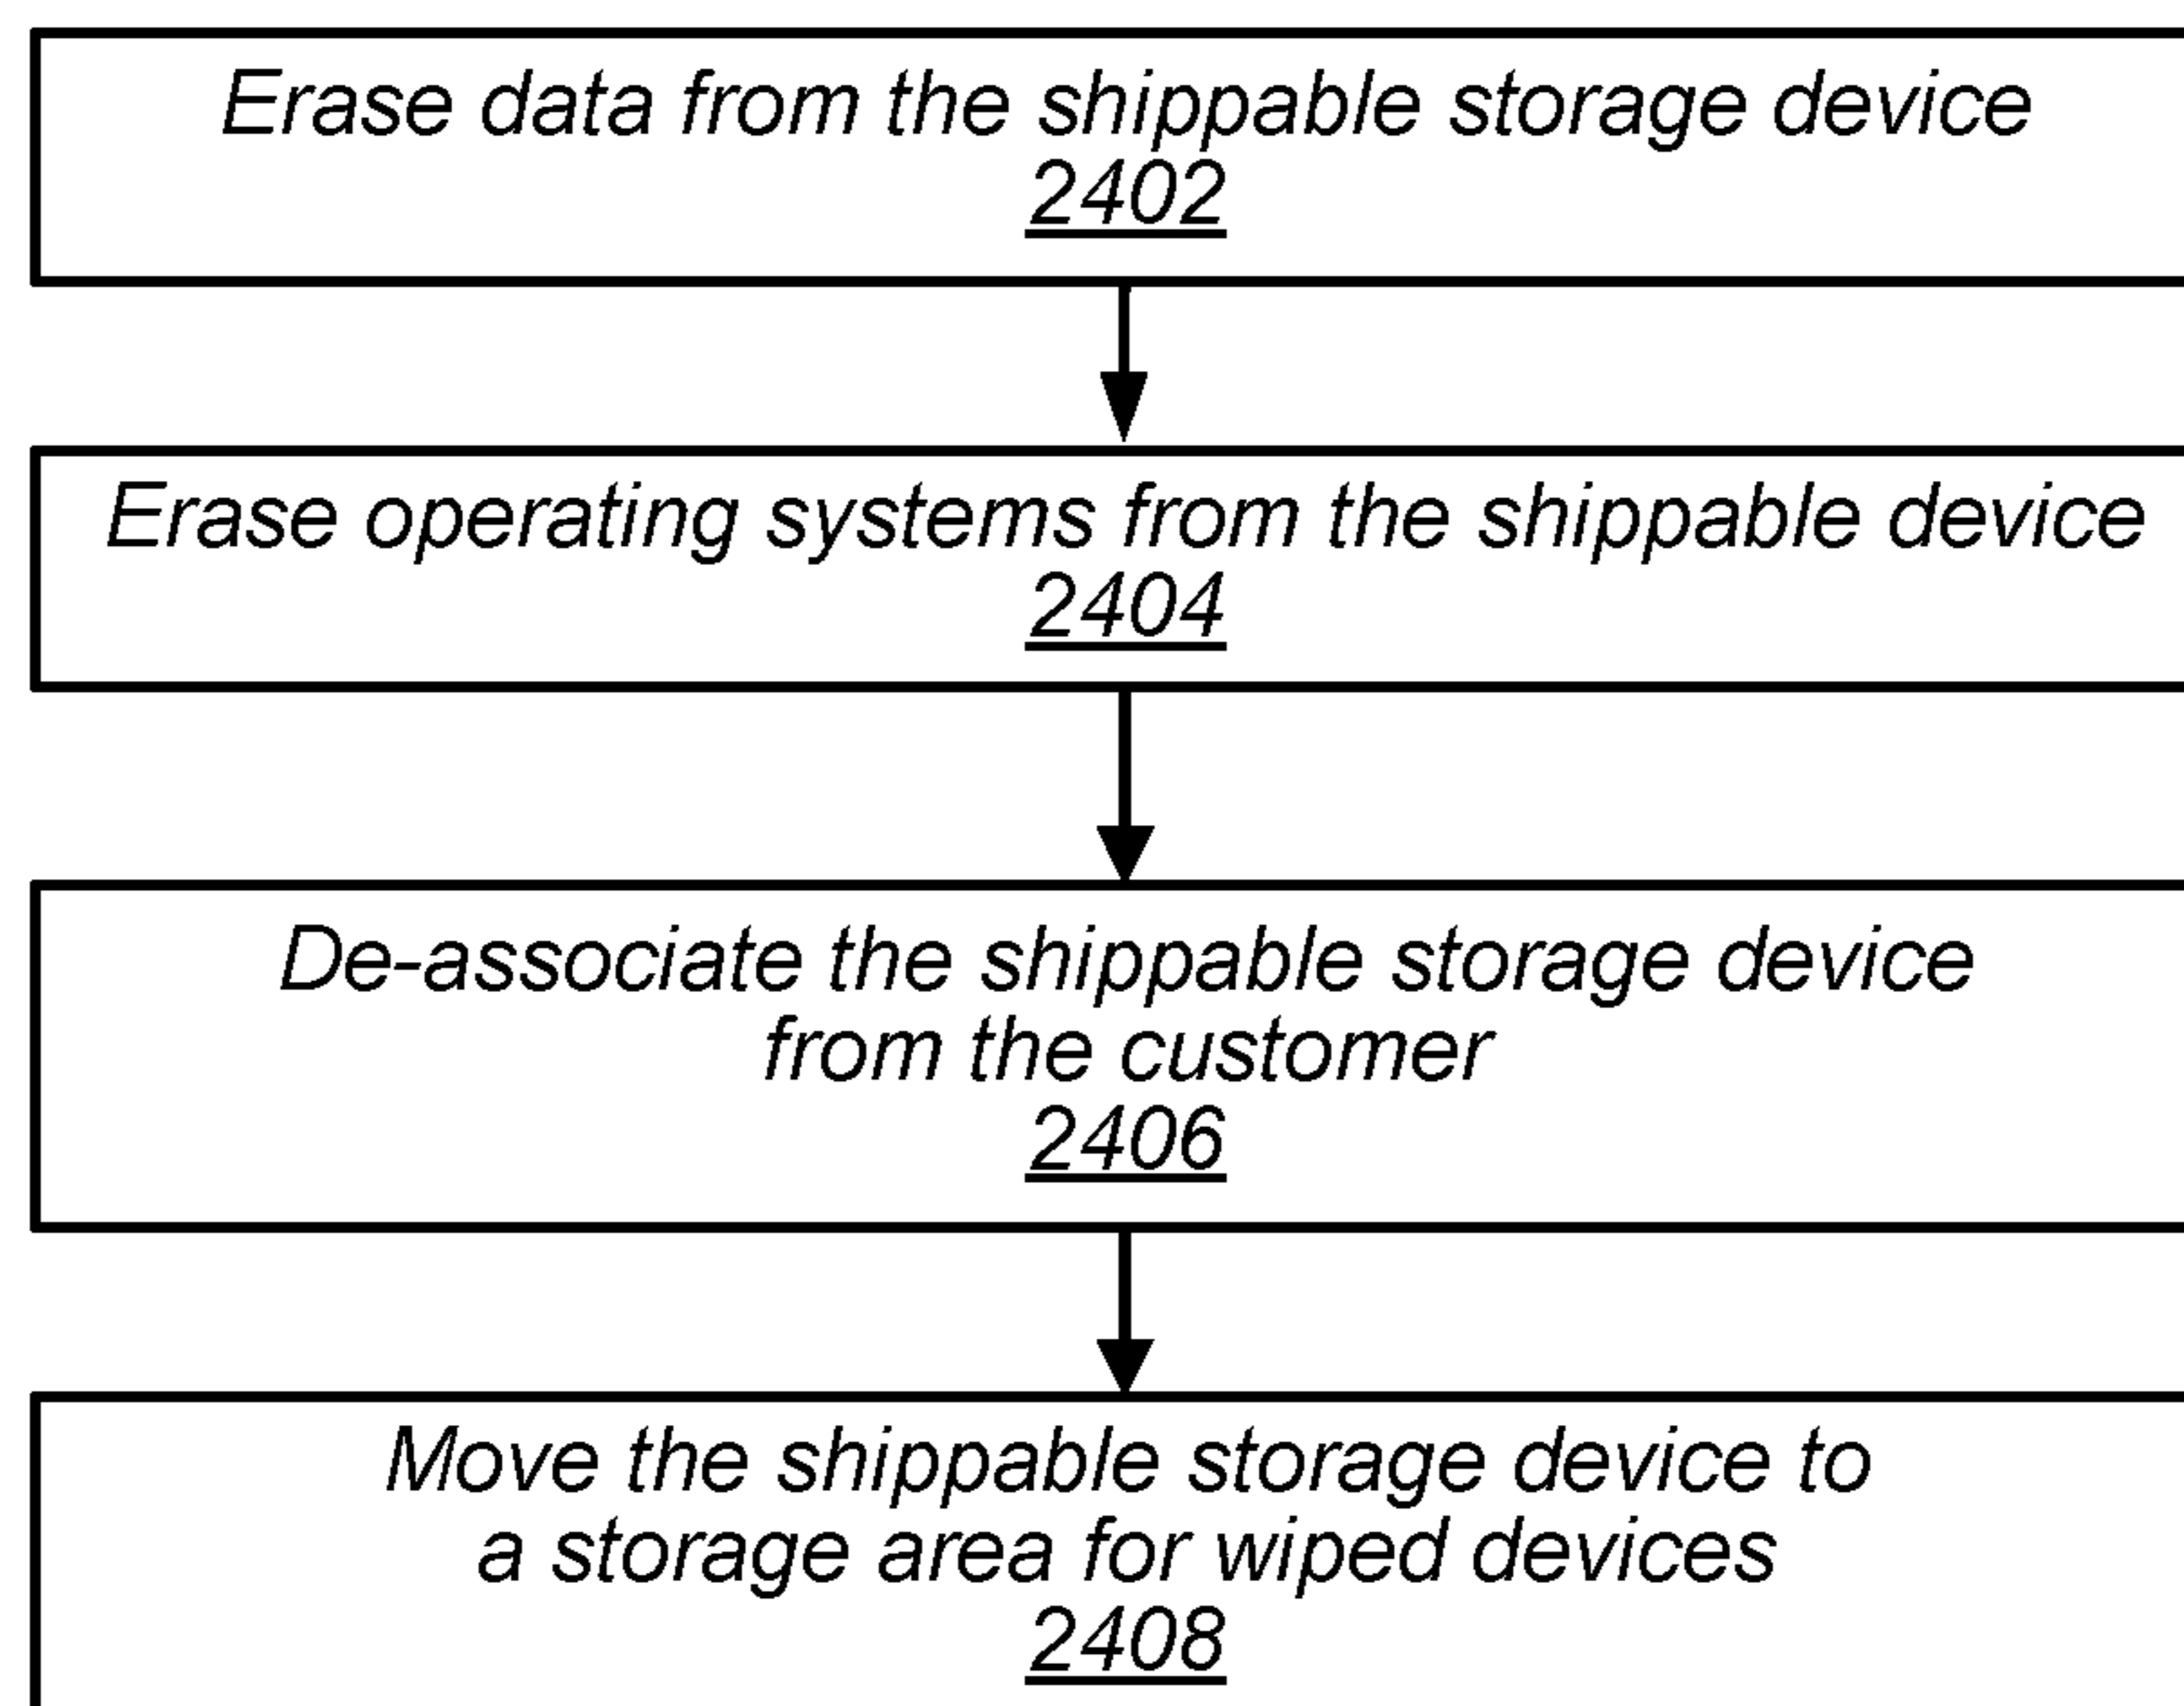 Erase data from the shippable storage device
2402
Erase operating systems from the shippable device
2404
De-associate the shippable storage device
from the customer
2406
Move the shippable storage device to
a storage area for wiped devices
2408